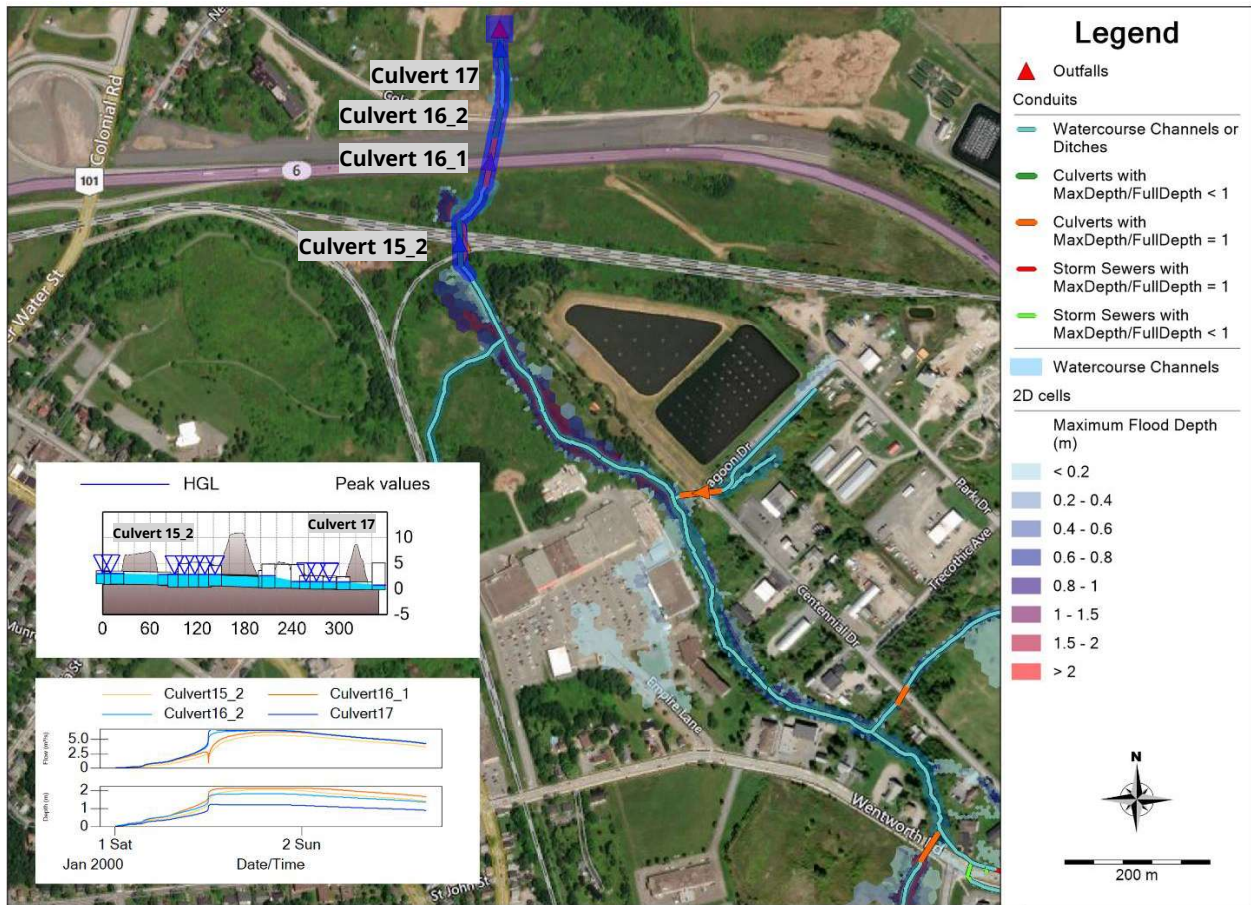 Colonial Rd
Culvert 17
Culvert 16_2
Culvert 16_1
6
101
Culvert 15_2
er Water St
agoon Dr
Park Dr
Trecothic Ave
Centennial Dr
Empire Lane
Wentworth Rd
St John St
HGL
Peak values
Culvert 15_2
Culvert 17
10
5
0
-5
0 60 120 180 240 300
Culvert15_2
Culvert16_1
Culvert16_2
Culvert17
Flow (m³/s)
5.0
2.5
0
Depth (m)
2
1
0
1 Sat
2 Sun
Jan 2000
Date/Time
Legend
Outfalls
Conduits
Watercourse Channels or
Ditches
Culverts with
MaxDepth/FullDepth < 1
Culverts with
MaxDepth/FullDepth = 1
Storm Sewers with
MaxDepth/FullDepth = 1
Storm Sewers with
MaxDepth/FullDepth < 1
Watercourse Channels
2D cells
Maximum Flood Depth
(m)
< 0.2
0.2 - 0.4
0.4 - 0.6
0.6 - 0.8
0.8 - 1
1 - 1.5
1.5 - 2
> 2
N
200 m